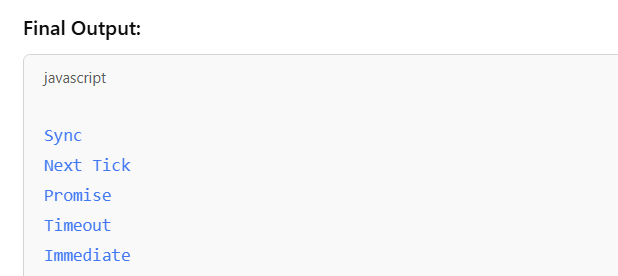 Final Output:
javascript
Sync
Next Tick
Promise
Timeout
Immediate